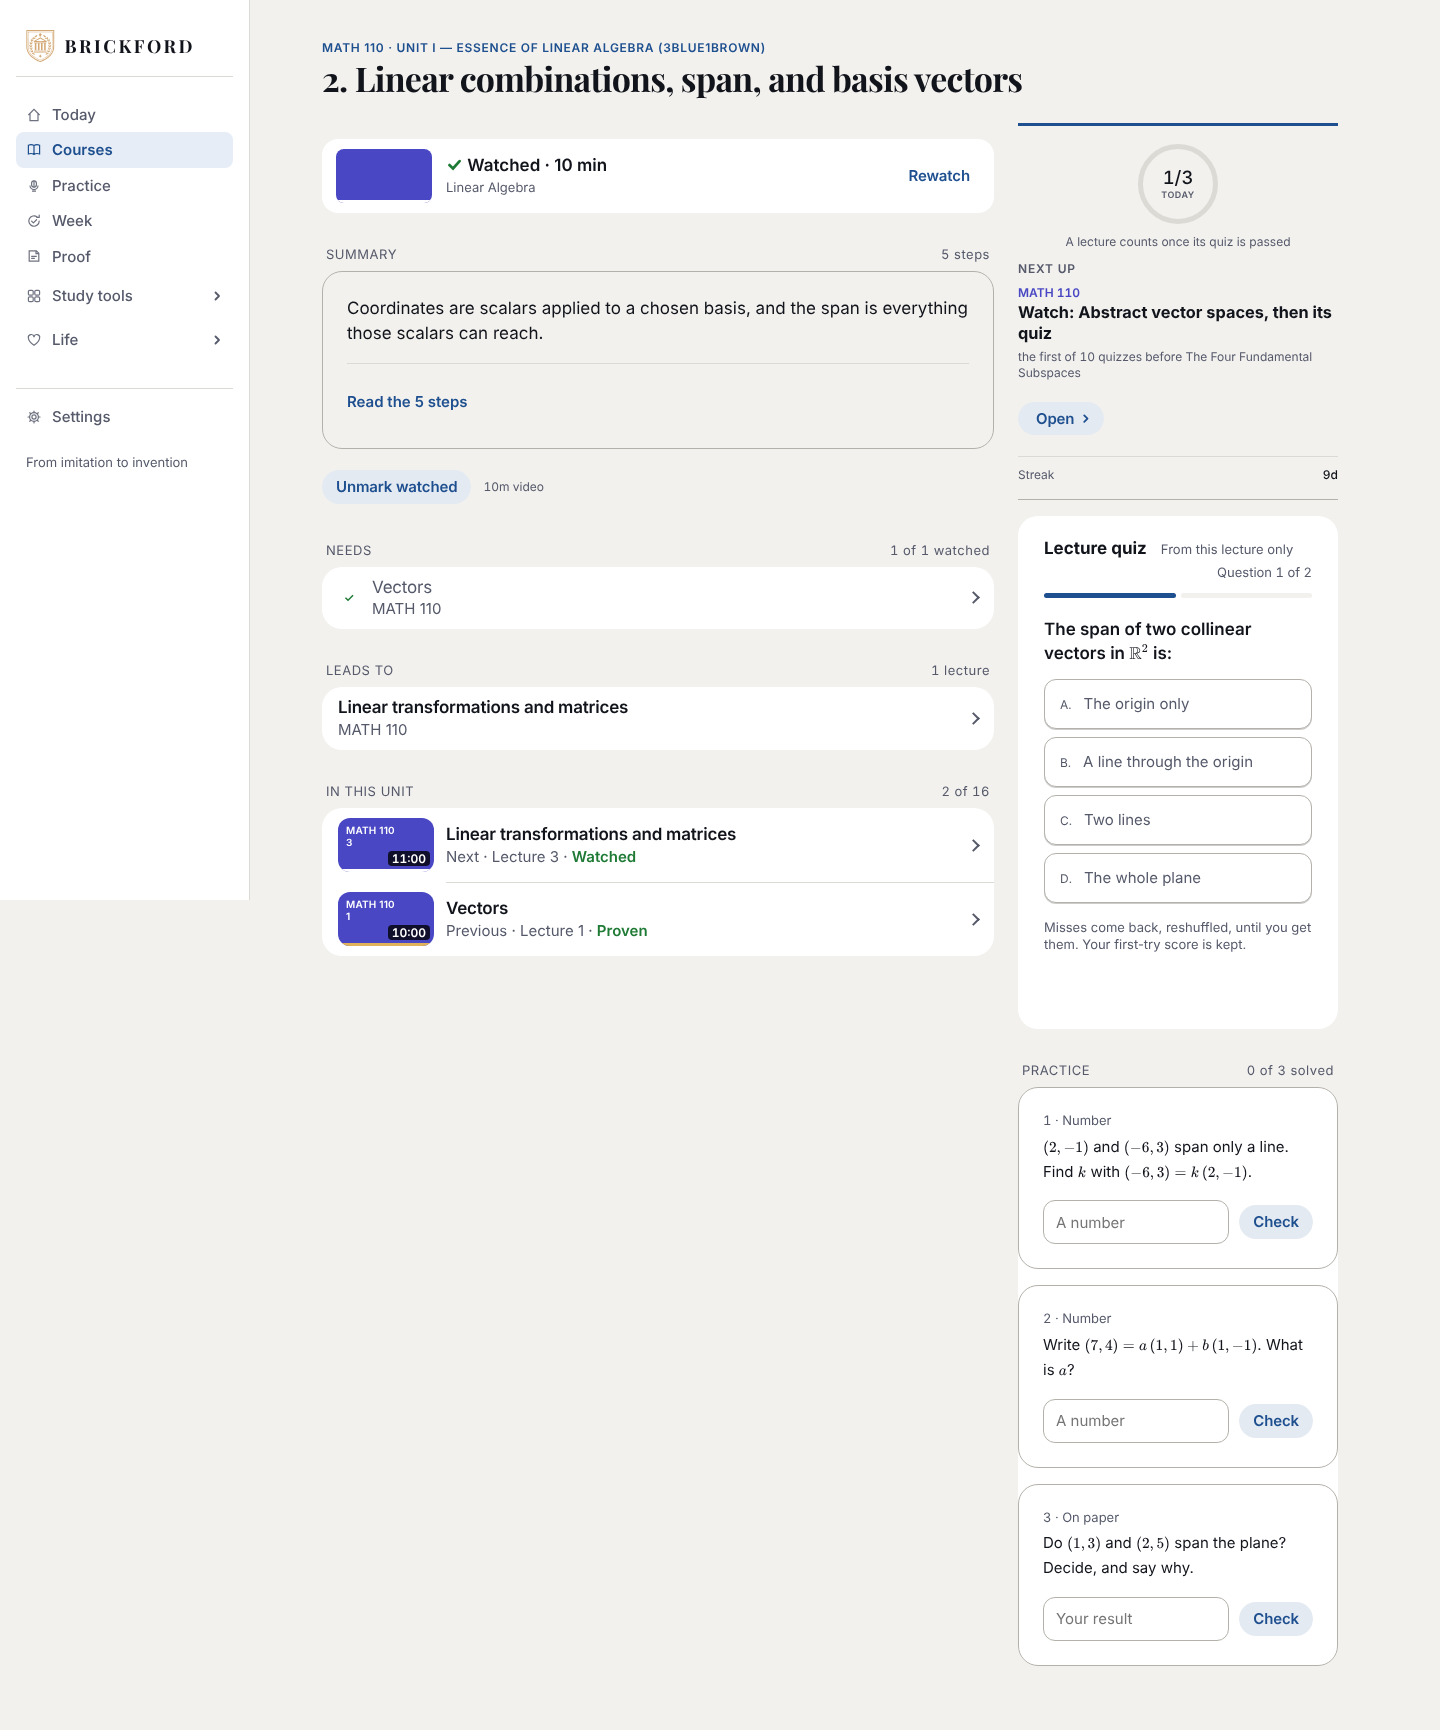 BRICKFORD
Today
Courses
Practice
Week
Proof
Study tools
Life
Settings
From imitation to invention
MATH 110 · UNIT I — ESSENCE OF LINEAR ALGEBRA (3BLUE1BROWN)
2. Linear combinations, span, and basis vectors
Watched · 10 min
Linear Algebra
Rewatch
SUMMARY 5 steps
Coordinates are scalars applied to a chosen basis, and the span is everything
those scalars can reach.
Read the 5 steps
Unmark watched 10m video
NEEDS 1 of 1 watched
Vectors
MATH 110
LEADS TO 1 lecture
Linear transformations and matrices
MATH 110
IN THIS UNIT 2 of 16
MATH 110
3
11:00
Linear transformations and matrices
Next · Lecture 3 · Watched
MATH 110
1
10:00
Vectors
Previous · Lecture 1 · Proven
1/3
TODAY
A lecture counts once its quiz is passed
NEXT UP
MATH 110
Watch: Abstract vector spaces, then its
quiz
the first of 10 quizzes before The Four Fundamental
Subspaces
Open
Streak 9d
Lecture quiz From this lecture only
Question 1 of 2
The span of two collinear
vectors in ℝ² is:
A. The origin only
B. A line through the origin
C. Two lines
D. The whole plane
Misses come back, reshuffled, until you get
them. Your first-try score is kept.
PRACTICE 0 of 3 solved
1 · Number
(2, −1) and (−6, 3) span only a line.
Find k with (−6, 3) = k (2, −1).
A number Check
2 · Number
Write (7, 4) = a (1, 1) + b (1, −1). What
is a?
A number Check
3 · On paper
Do (1, 3) and (2, 5) span the plane?
Decide, and say why.
Your result Check